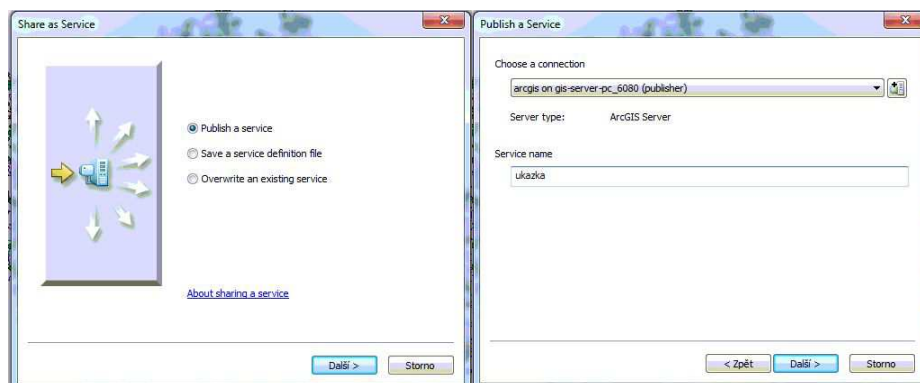 Share as Service
Publish a service
Save a service definition file
Overwrite an existing service
About sharing a service
Další >
Storno
Publish a Service
Choose a connection
arcgis on gis-server-pc_6080 (publisher)
Server type: ArcGIS Server
Service name
ukazka
< Zpět
Další >
Storno